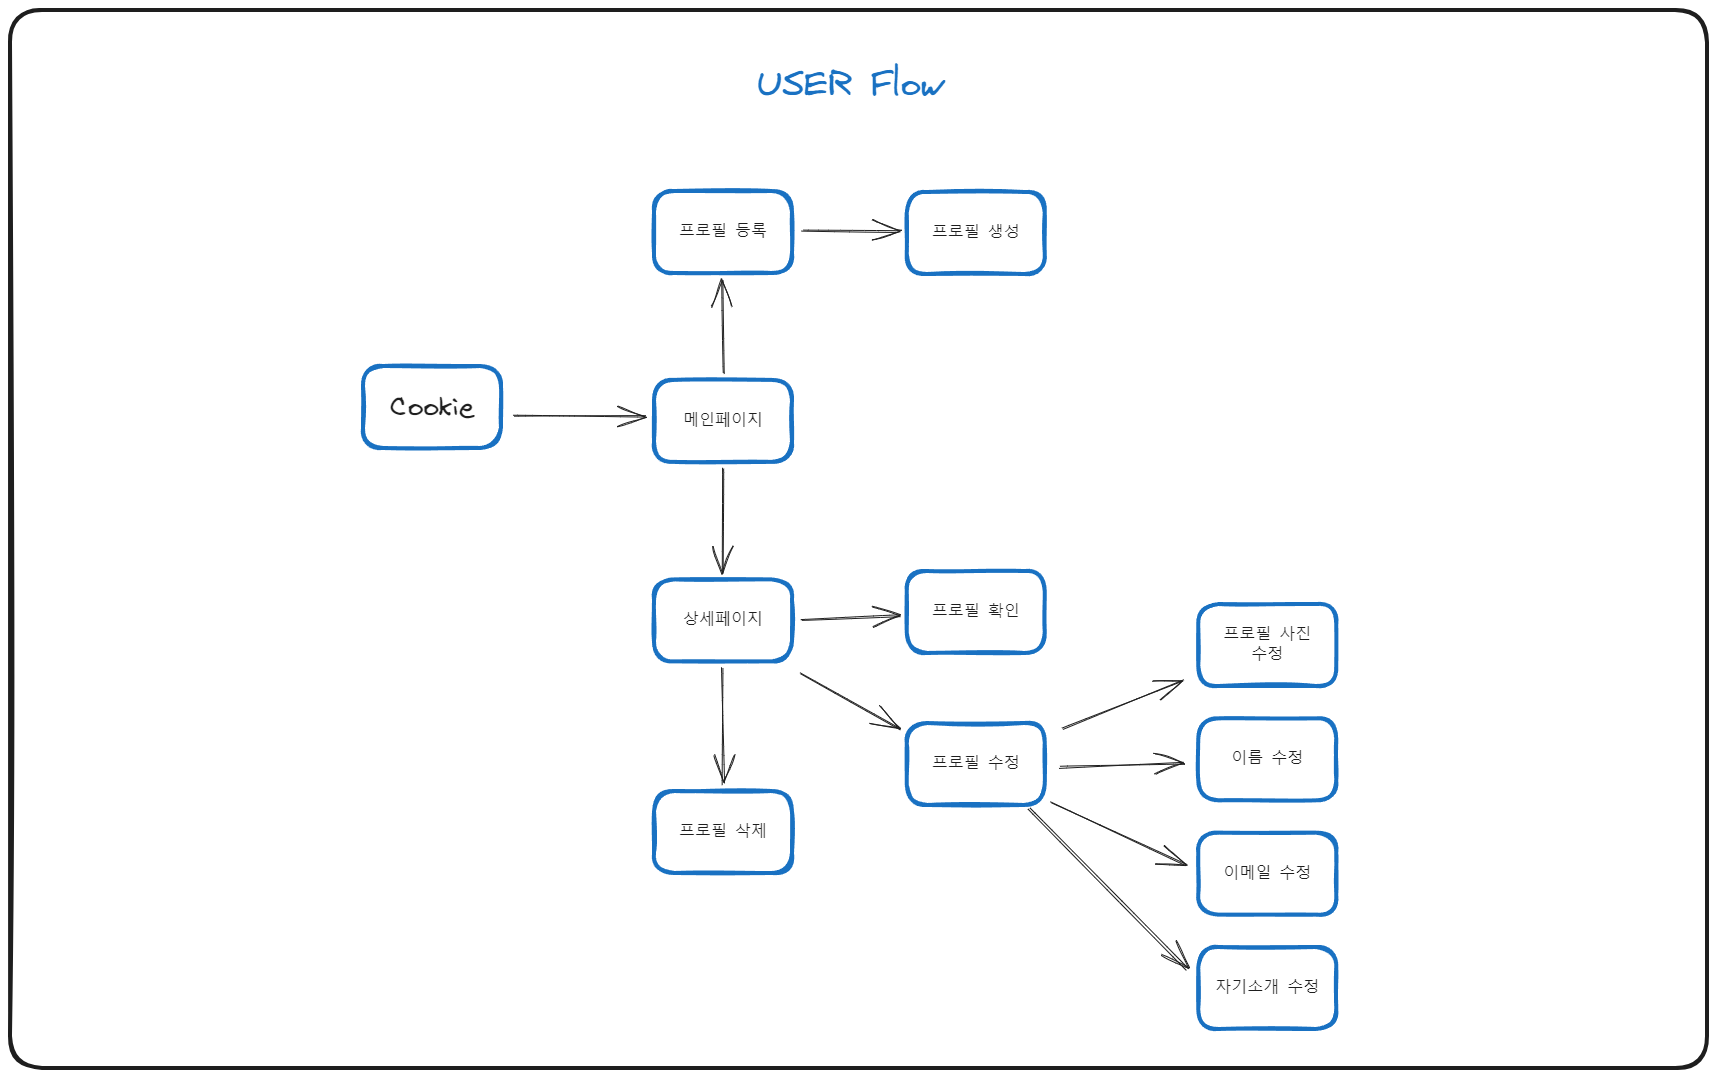 USER Flow
프로필 등록
프로필 생성
Cookie
메인페이지
상세페이지
프로필 확인
프로필 사진
수정
프로필 수정
이름 수정
프로필 삭제
이메일 수정
자기소개 수정